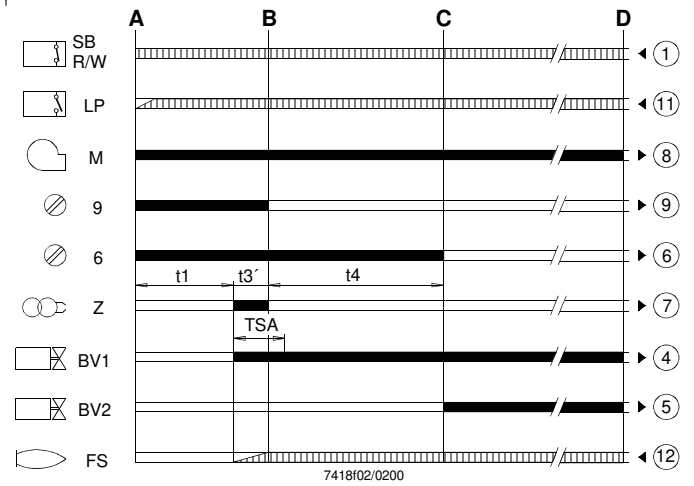 A B C D
SB
R/W 1
LP 11
M 8
9 9
6 6
t1 t3´ t4
Z 7
TSA
BV1 4
BV2 5
FS 12
7418f02/0200